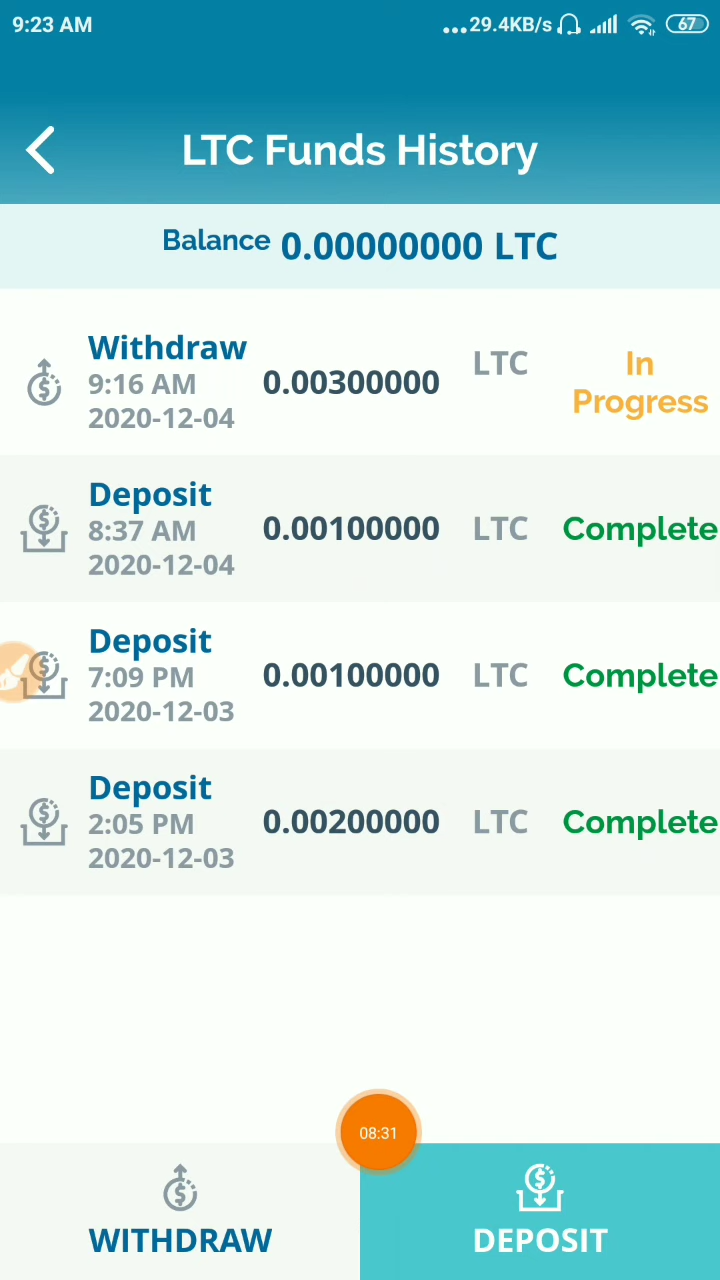 9:23 AM ...29.4KB/s 67
LTC Funds History
Balance 0.00000000 LTC
Withdraw
9:16 AM
2020-12-04
0.00300000
LTC
In
Progress
Deposit
8:37 AM
2020-12-04
0.00100000
LTC
Complete
Deposit
7:09 PM
2020-12-03
0.00100000
LTC
Complete
Deposit
2:05 PM
2020-12-03
0.00200000
LTC
Complete
08:31
WITHDRAW
DEPOSIT